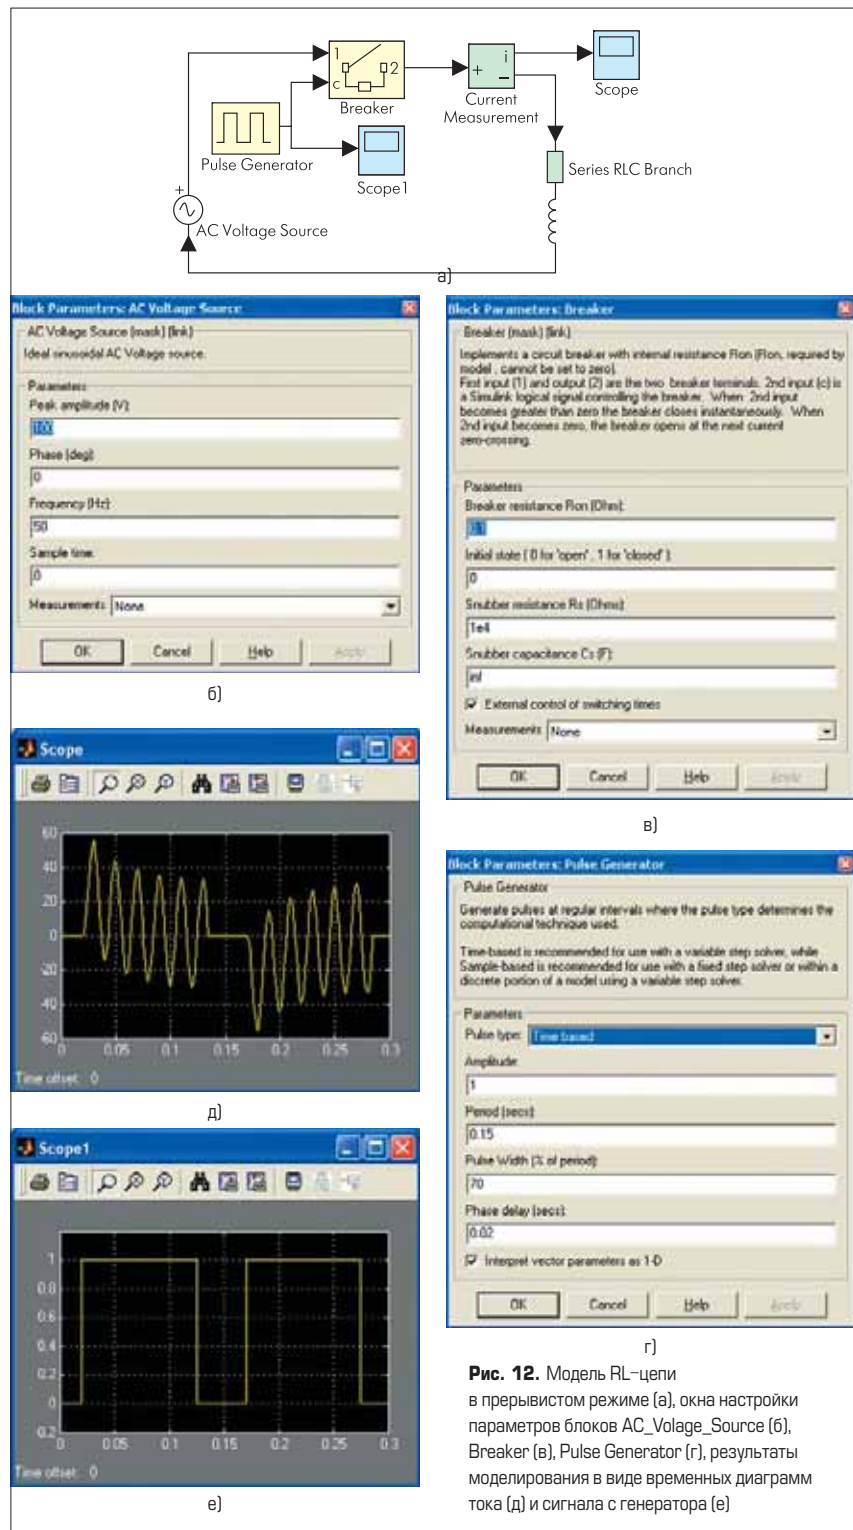 1
2
c
Breaker
+
i
−
Current
Measurement
Scope
Pulse Generator
Scope1
Series RLC Branch
+
AC Voltage Source
а)
Block Parameters: AC Voltage Source
AC Voltage Source (mask) (link)
Ideal sinusoidal AC Voltage source.
Parameters
Peak amplitude (V):
100
Phase (deg):
0
Frequency (Hz):
50
Sample time:
0
Measurements None
OK Cancel Help Apply
б)
Block Parameters: Breaker
Breaker (mask) (link)
Implements a circuit breaker with internal resistance Ron (Ron, required by
model , cannot be set to zero).
First input (1) and output (2) are the two breaker terminals. 2nd input (c) is
a Simulink logical signal controlling the breaker. When 2nd input
becomes greater than zero the breaker closes instantaneously. When
2nd input becomes zero, the breaker opens at the next current
zero-crossing.
Parameters
Breaker resistance Ron (Ohm):
0.1
Initial state ( 0 for 'open' , 1 for 'closed' ):
0
Snubber resistance Rs (Ohms):
1e4
Snubber capacitance Cs (F):
inf
External control of switching times
Measurements None
OK Cancel Help Apply
в)
Scope
60
40
20
0
-20
-40
-60
0 0.05 0.1 0.15 0.2 0.25 0.3
Time offset: 0
д)
Block Parameters: Pulse Generator
Pulse Generator
Generate pulses at regular intervals where the pulse type determines the
computational technique used.
Time-based is recommended for use with a variable step solver, while
Sample-based is recommended for use with a fixed step solver or within a
discrete portion of a model using a variable step solver.
Parameters
Pulse type: Time based
Amplitude:
1
Period (secs):
0.15
Pulse Width (% of period):
70
Phase delay (secs):
0.02
Interpret vector parameters as 1-D
OK Cancel Help Apply
г)
Scope1
1
0.8
0.6
0.4
0.2
0
0.2
0 0.05 0.1 0.15 0.2 0.25 0.3
Time offset: 0
е)
Рис. 12. Модель RL–цепи
в прерывистом режиме (а), окна настройки
параметров блоков AC_Volage_Source (б),
Breaker (в), Pulse Generator (г), результаты
моделирования в виде временных диаграмм
тока (д) и сигнала с генератора (е)